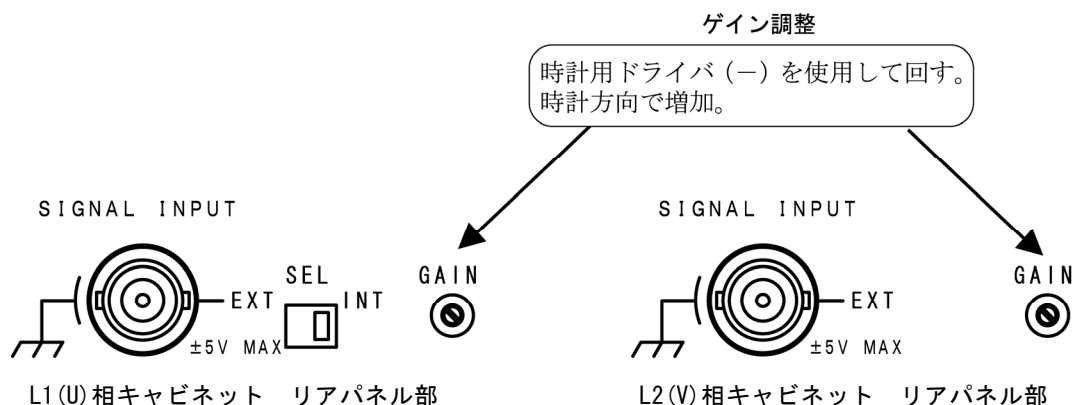 ゲイン調整
時計用ドライバ（－）を使用して回す。
時計方向で増加。
SIGNAL INPUT
SEL
GAIN
EXT
INT
±5V MAX
L1(U)相キャビネット リアパネル部
SIGNAL INPUT
GAIN
EXT
±5V MAX
L2(V)相キャビネット リアパネル部